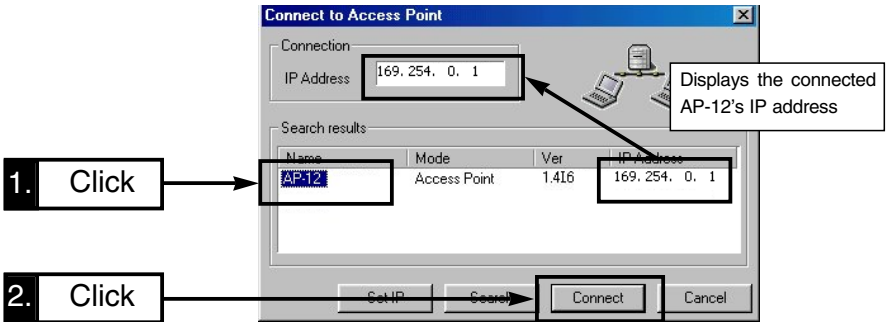 Connect to Access Point
Connection
IP Address 169.254. 0. 1
Displays the connected
AP-12's IP address
Search results
Name Mode Ver IP Address
1. Click
AP-12 Access Point 1.4I6 169.254. 0. 1
2. Click
Set IP Search Connect Cancel